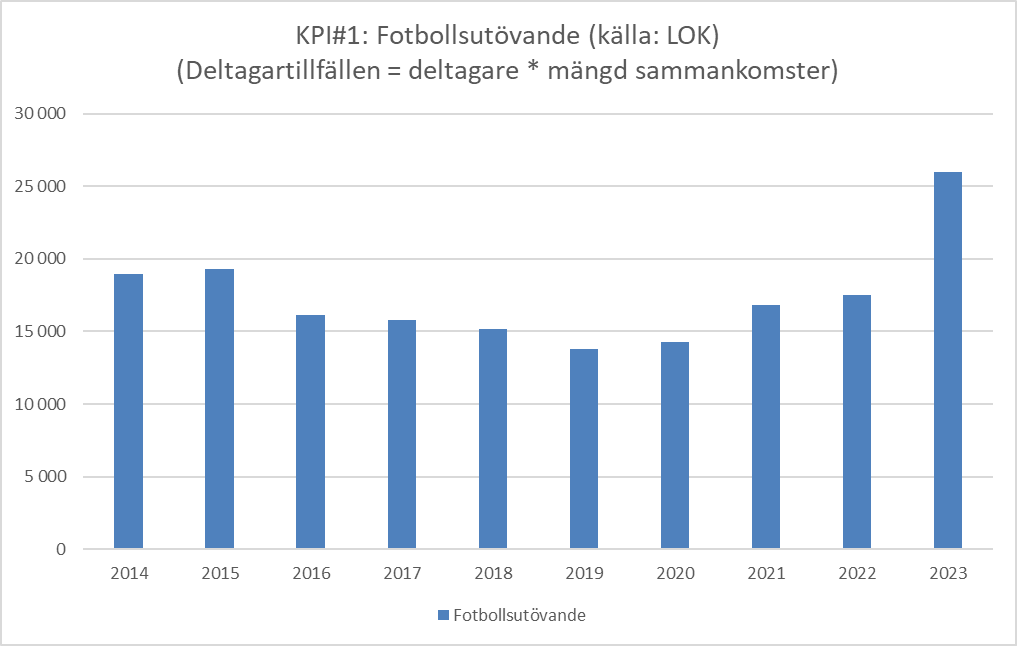 KPI#1: Fotbollsutövande (källa: LOK)
(Deltagartillfällen = deltagare * mängd sammankomster)
30 000
25 000
20 000
15 000
10 000
5 000
0
2014 2015 2016 2017 2018 2019 2020 2021 2022 2023
Fotbollsutövande